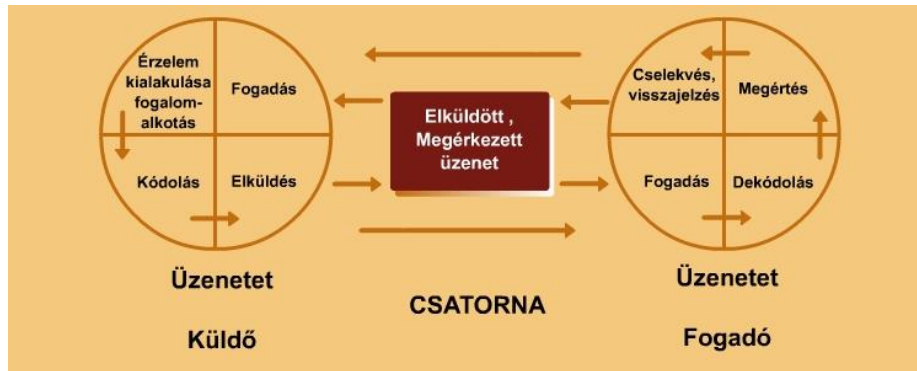 Érzelem
kialakulása
fogalom-
alkotás
Fogadás
Kódolás
Elküldés
Elküldött ,
Megérkezett
üzenet
Cselekvés,
visszajelzés
Megértés
Fogadás
Dekódolás
Üzenetet
Küldő
CSATORNA
Üzenetet
Fogadó